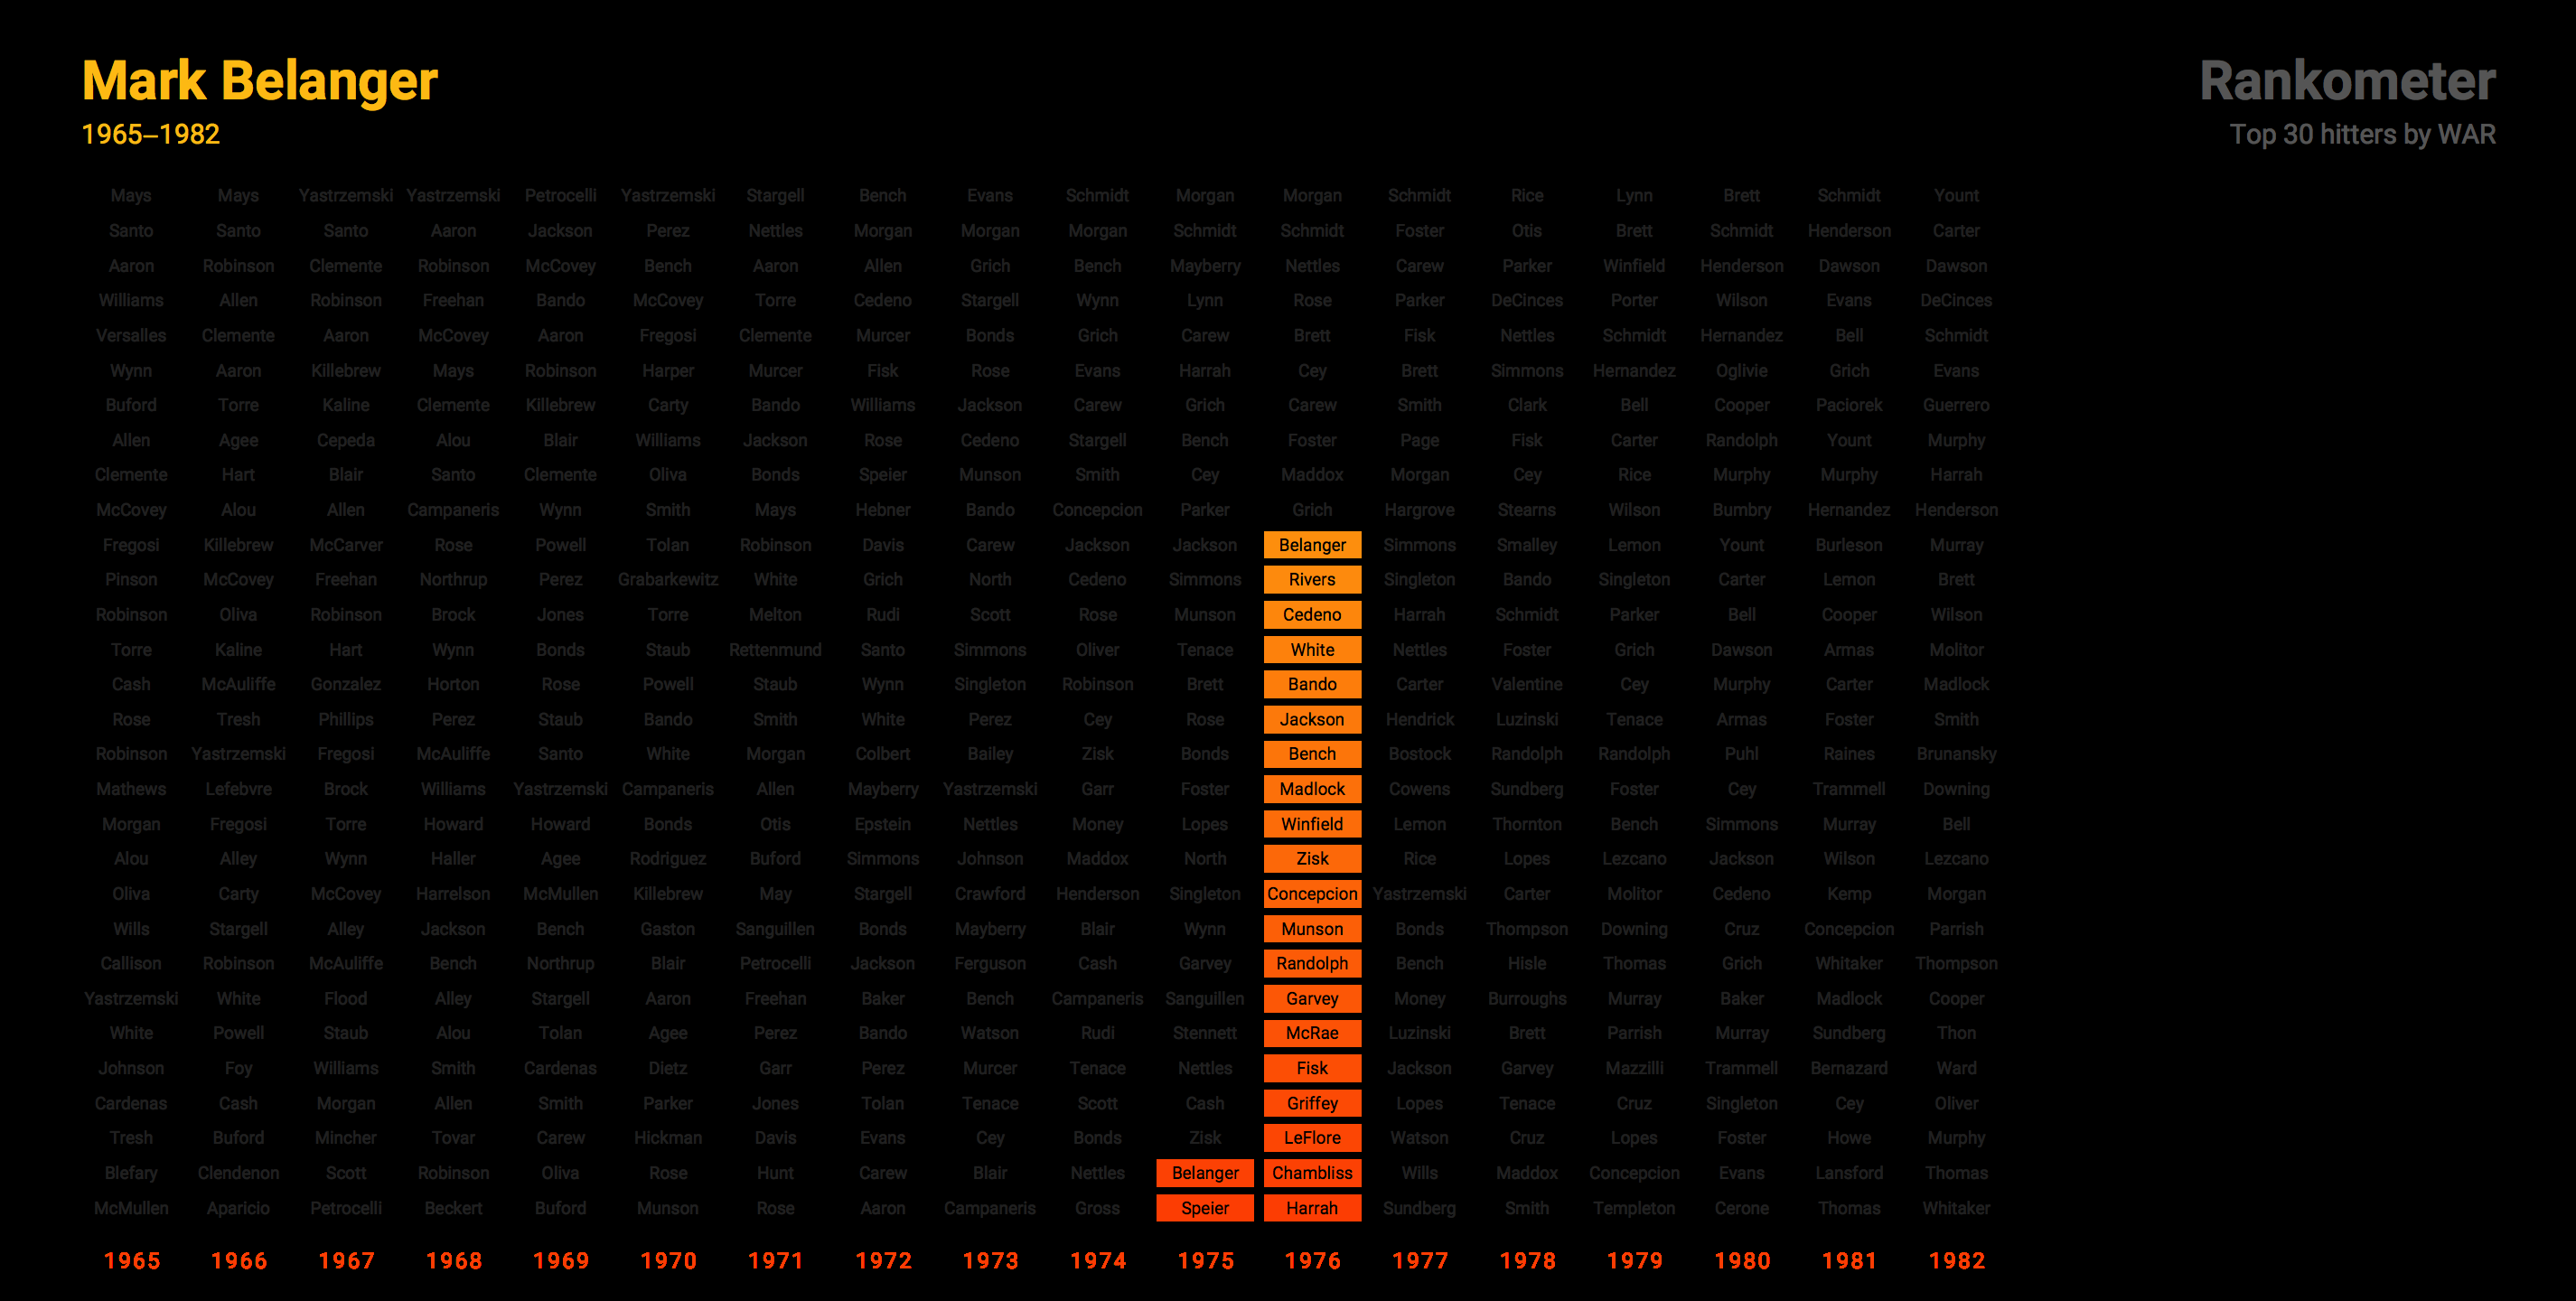 Mark Belanger Rankometer
1965–1982 Top 30 hitters by WAR
Mays Mays Yastrzemski Yastrzemski Petrocelli Yastrzemski Stargell Bench Evans Schmidt Morgan Morgan Schmidt Rice Lynn Brett Schmidt Yount
Santo Santo Santo Aaron Jackson Perez Nettles Morgan Morgan Morgan Schmidt Schmidt Foster Otis Brett Schmidt Henderson Carter
Aaron Robinson Clemente Robinson McCovey Bench Aaron Allen Grich Bench Mayberry Nettles Carew Parker Winfield Henderson Dawson Dawson
Williams Allen Robinson Freehan Bando McCovey Torre Cedeno Stargell Wynn Lynn Rose Parker DeCinces Porter Wilson Evans DeCinces
Versalles Clemente Aaron McCovey Aaron Fregosi Clemente Murcer Bonds Grich Carew Brett Fisk Nettles Schmidt Hernandez Bell Schmidt
Wynn Aaron Killebrew Mays Robinson Harper Murcer Fisk Rose Evans Harrah Cey Brett Simmons Hernandez Oglivie Grich Evans
Buford Torre Kaline Clemente Killebrew Carty Bando Williams Jackson Carew Grich Carew Smith Clark Bell Cooper Paciorek Guerrero
Allen Agee Cepeda Alou Blair Williams Jackson Rose Cedeno Stargell Bench Foster Page Fisk Carter Randolph Yount Murphy
Clemente Hart Blair Santo Clemente Oliva Bonds Speier Munson Smith Cey Maddox Morgan Cey Rice Murphy Murphy Harrah
McCovey Alou Allen Campaneris Wynn Smith Mays Hebner Bando Concepcion Parker Grich Hargrove Stearns Wilson Bumbry Hernandez Henderson
Fregosi Killebrew McCarver Rose Powell Tolan Robinson Davis Carew Jackson Jackson Belanger Simmons Smalley Lemon Yount Burleson Murray
Pinson McCovey Freehan Northrup Perez Grabarkewitz White Grich North Cedeno Simmons Rivers Singleton Bando Singleton Carter Lemon Brett
Robinson Oliva Robinson Brock Jones Torre Melton Rudi Scott Rose Munson Cedeno Harrah Schmidt Parker Bell Cooper Wilson
Torre Kaline Hart Wynn Bonds Staub Rettenmund Santo Simmons Oliver Tenace White Nettles Foster Grich Dawson Armas Molitor
Cash McAuliffe Gonzalez Horton Rose Powell Staub Wynn Singleton Robinson Brett Bando Carter Valentine Cey Murphy Carter Madlock
Rose Tresh Phillips Perez Staub Bando Smith White Perez Cey Rose Jackson Hendrick Luzinski Tenace Armas Foster Smith
Robinson Yastrzemski Fregosi McAuliffe Santo White Morgan Colbert Bailey Zisk Bonds Bench Bostock Randolph Randolph Puhl Raines Brunansky
Mathews Lefebvre Brock Williams Yastrzemski Campaneris Allen Mayberry Yastrzemski Garr Foster Madlock Cowens Sundberg Foster Cey Trammell Downing
Morgan Fregosi Torre Howard Howard Bonds Otis Epstein Nettles Money Lopes Winfield Lemon Thornton Bench Simmons Murray Bell
Alou Alley Wynn Haller Agee Rodriguez Buford Simmons Johnson Maddox North Zisk Rice Lopes Lezcano Jackson Wilson Lezcano
Oliva Carty McCovey Harrelson McMullen Killebrew May Stargell Crawford Henderson Singleton Concepcion Yastrzemski Carter Molitor Cedeno Kemp Morgan
Wills Stargell Alley Jackson Bench Gaston Sanguillen Bonds Mayberry Blair Wynn Munson Bonds Thompson Downing Cruz Concepcion Parrish
Callison Robinson McAuliffe Bench Northrup Blair Petrocelli Jackson Ferguson Cash Garvey Randolph Bench Hisle Thomas Grich Whitaker Thompson
Yastrzemski White Flood Alley Stargell Aaron Freehan Baker Bench Campaneris Sanguillen Garvey Money Burroughs Murray Baker Madlock Cooper
White Powell Staub Alou Tolan Agee Perez Bando Watson Rudi Stennett McRae Luzinski Brett Parrish Murray Sundberg Thon
Johnson Foy Williams Smith Cardenas Dietz Garr Perez Murcer Tenace Nettles Fisk Jackson Garvey Mazzilli Trammell Bernazard Ward
Cardenas Cash Morgan Allen Smith Parker Jones Tolan Tenace Scott Cash Griffey Lopes Tenace Cruz Singleton Cey Oliver
Tresh Buford Mincher Tovar Carew Hickman Davis Evans Cey Bonds Zisk LeFlore Watson Cruz Lopes Foster Howe Murphy
Blefary Clendenon Scott Robinson Oliva Rose Hunt Carew Blair Nettles Belanger Chambliss Wills Maddox Concepcion Evans Lansford Thomas
McMullen Aparicio Petrocelli Beckert Buford Munson Rose Aaron Campaneris Gross Speier Harrah Sundberg Smith Templeton Cerone Thomas Whitaker
1965 1966 1967 1968 1969 1970 1971 1972 1973 1974 1975 1976 1977 1978 1979 1980 1981 1982